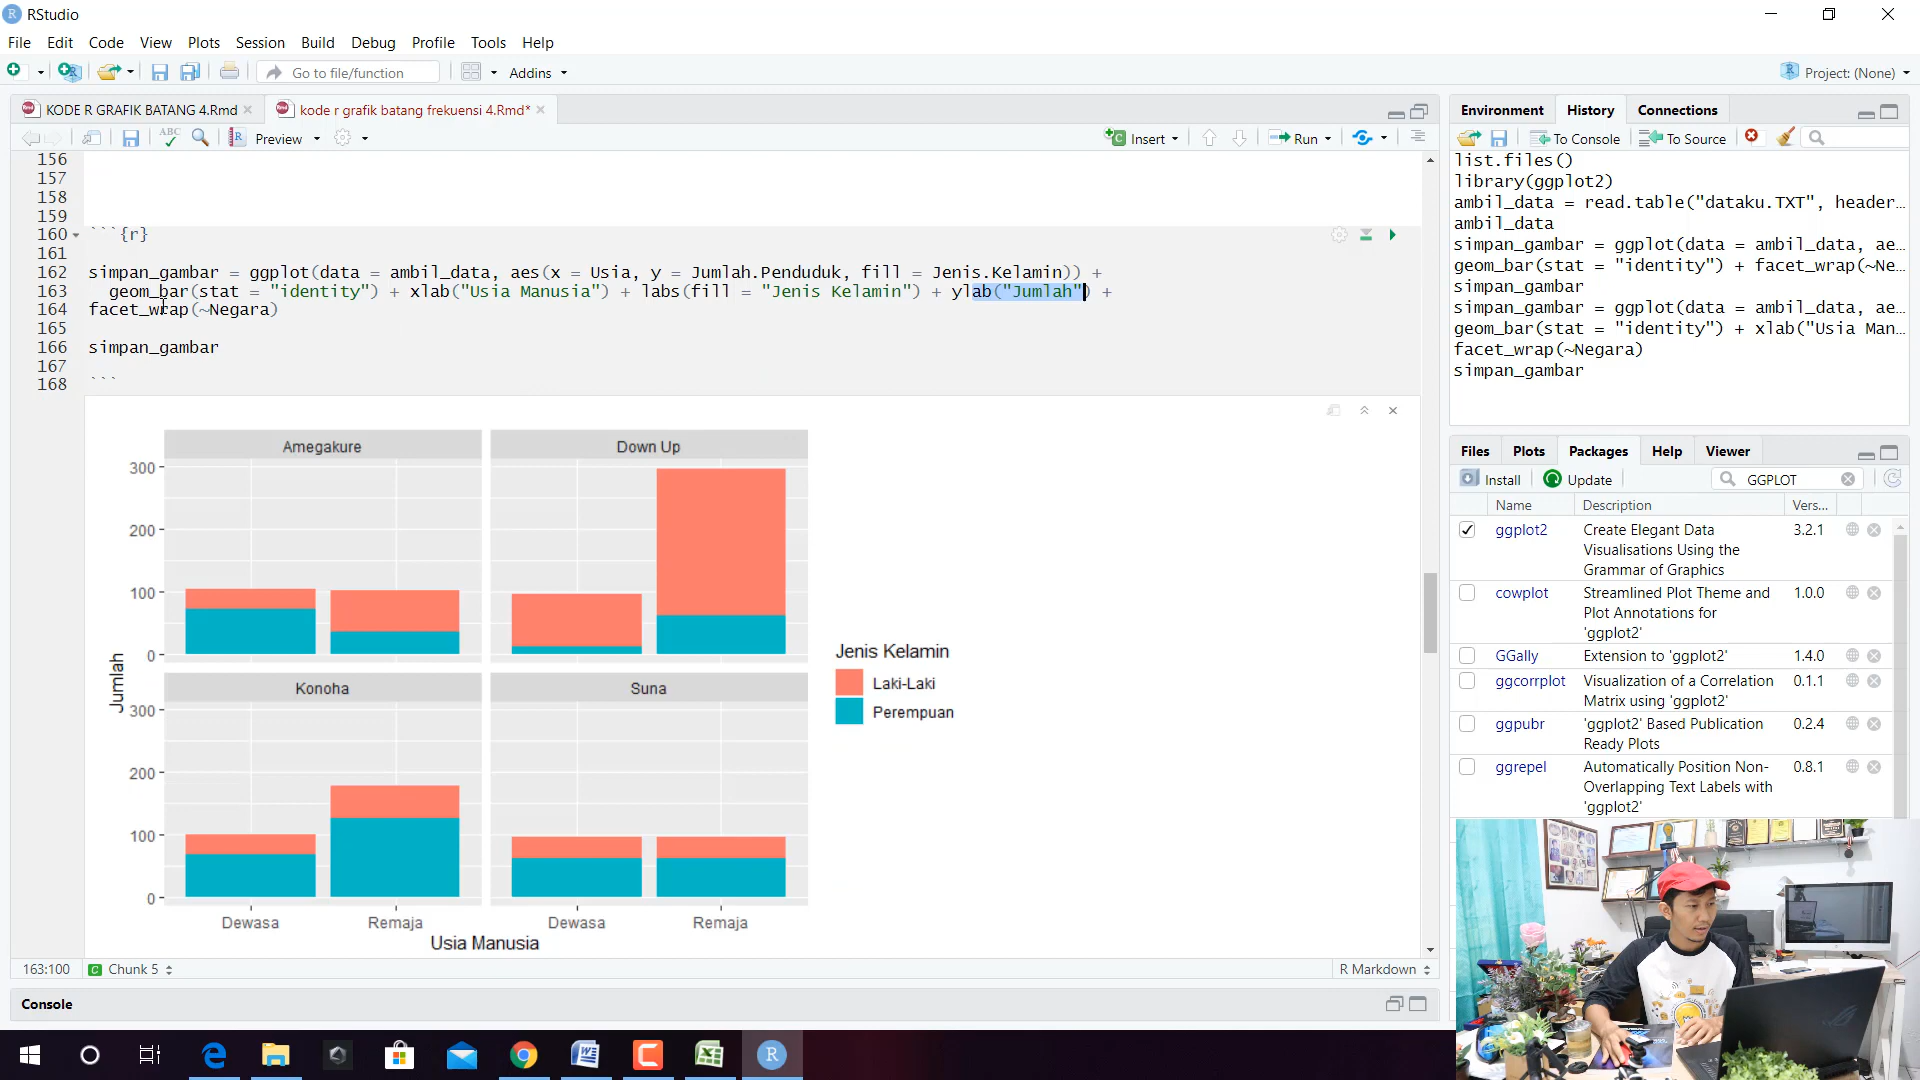 RStudio
File Edit Code View Plots Session Build Debug Profile Tools Help
Go to file/function Addins Project: (None)
KODE R GRAFIK BATANG 4.Rmd kode r grafik batang frekuensi 4.Rmd*
ABC Preview Insert Run
156
157
158
159
160 ```{r}
161
162 simpan_gambar = ggplot(data = ambil_data, aes(x = Usia, y = Jumlah.Penduduk, fill = Jenis.Kelamin)) +
163 geom_bar(stat = "identity") + xlab("Usia Manusia") + labs(fill = "Jenis Kelamin") + ylab("Jumlah") +
164 facet_wrap(~Negara)
165
166 simpan_gambar
167
168 ```
Amegakure Down Up
300
200
100
0
Konoha Suna
300
200
100
0
Jumlah
Dewasa Remaja Dewasa Remaja
Usia Manusia
Jenis Kelamin
Laki-Laki
Perempuan
163:100 Chunk 5 R Markdown
Console
Environment History Connections
To Console To Source
list.files()
library(ggplot2)
ambil_data = read.table("dataku.TXT", header…
ambil_data
simpan_gambar = ggplot(data = ambil_data, ae…
geom_bar(stat = "identity") + facet_wrap(~Ne…
simpan_gambar
simpan_gambar = ggplot(data = ambil_data, ae…
geom_bar(stat = "identity") + xlab("Usia Man…
facet_wrap(~Negara)
simpan_gambar
Files Plots Packages Help Viewer
Install Update GGPLOT
Name Description Vers...
ggplot2 Create Elegant Data Visualisations Using the Grammar of Graphics 3.2.1
cowplot Streamlined Plot Theme and Plot Annotations for 'ggplot2' 1.0.0
GGally Extension to 'ggplot2' 1.4.0
ggcorrplot Visualization of a Correlation Matrix using 'ggplot2' 0.1.1
ggpubr 'ggplot2' Based Publication Ready Plots 0.2.4
ggrepel Automatically Position Non-Overlapping Text Labels with 'ggplot2' 0.8.1